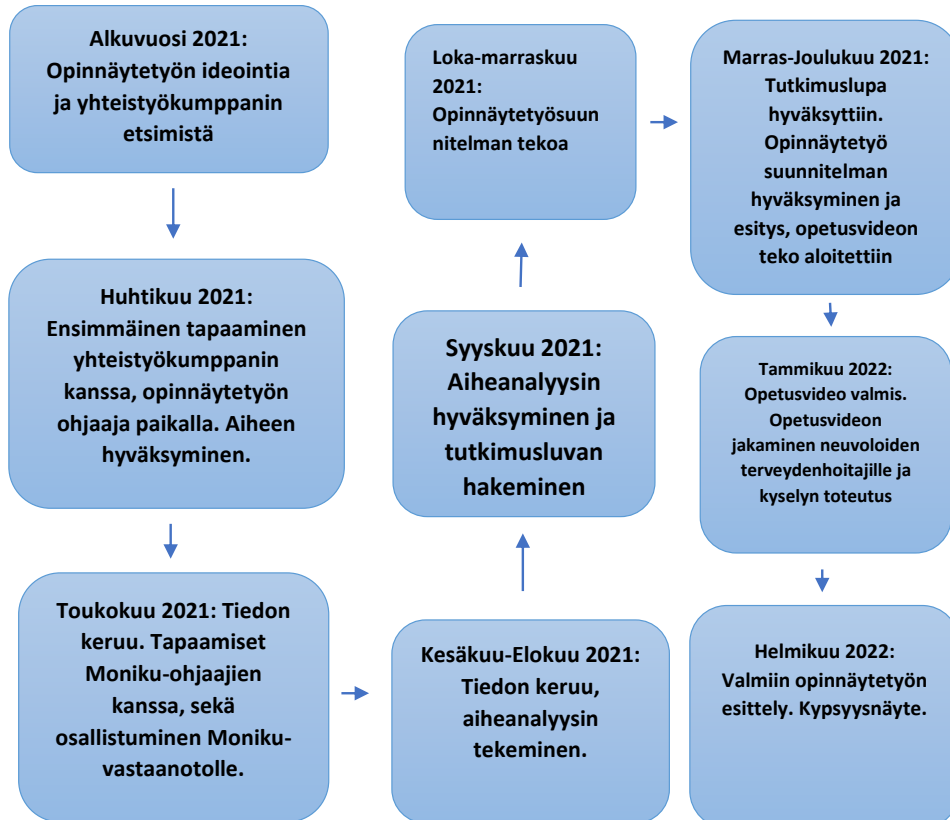 Alkuvuosi 2021:
Opinnäytetyön ideointia
ja yhteistyökumppanin
etsimistä
Huhtikuu 2021:
Ensimmäinen tapaaminen
yhteistyökumppanin
kanssa, opinnäytetyön
ohjaaja paikalla. Aiheen
hyväksyminen.
Toukokuu 2021: Tiedon
keruu. Tapaamiset
Moniku-ohjaajien
kanssa, sekä
osallistuminen Moniku-
vastaanotolle.
Kesäkuu-Elokuu 2021:
Tiedon keruu,
aiheanalyysin
tekeminen.
Syyskuu 2021:
Aiheanalyysin
hyväksyminen ja
tutkimusluvan
hakeminen
Loka-marraskuu
2021:
Opinnäytetyösuun
nitelman tekoa
Marras-Joulukuu 2021:
Tutkimuslupa
hyväksyttiin.
Opinnäytetyö
suunnitelman
hyväksyminen ja
esitys, opetusvideon
teko aloitettiin
Tammikuu 2022:
Opetusvideo valmis.
Opetusvideon
jakaminen neuvoloiden
terveydenhoitajille ja
kyselyn toteutus
Helmikuu 2022:
Valmiin opinnäytetyön
esittely. Kypsyysnäyte.